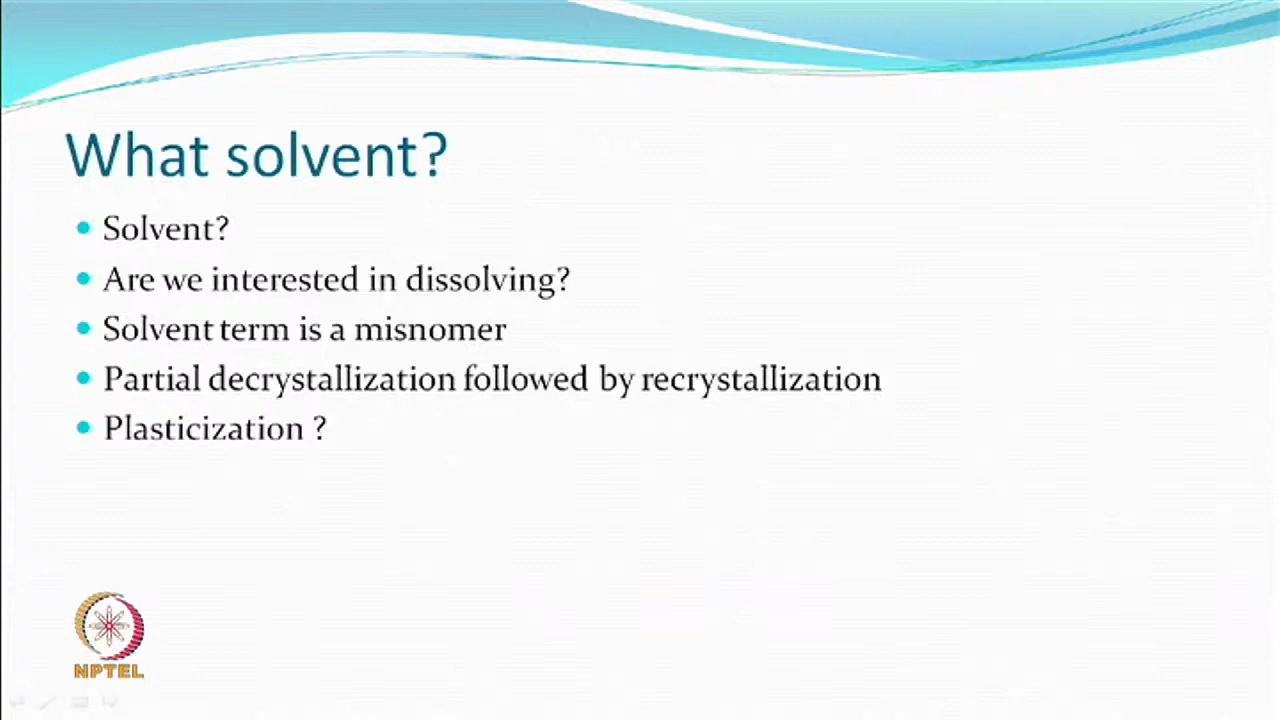 What solvent?
Solvent?
Are we interested in dissolving?
Solvent term is a misnomer
Partial decrystallization followed by recrystallization
Plasticization ?
NPTEL